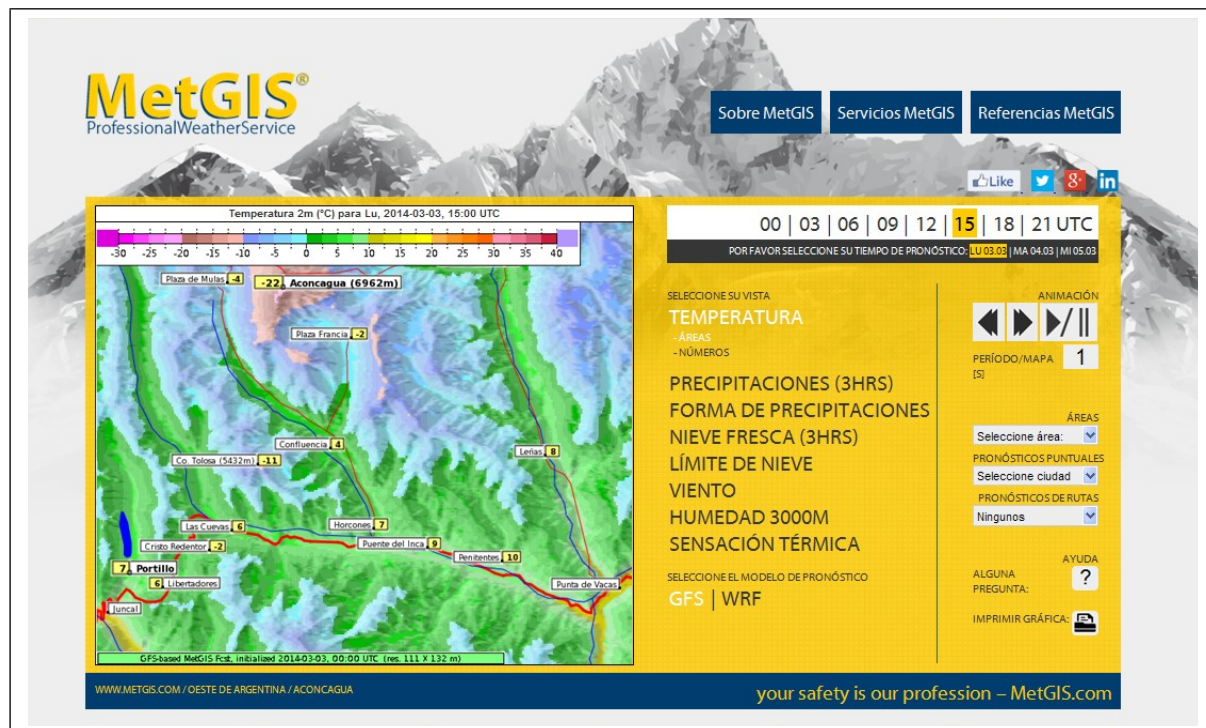 MetGIS®
ProfessionalWeatherService
Sobre MetGIS
Servicios MetGIS
Referencias MetGIS
Like
Temperatura 2m (°C) para Lu, 2014-03-03, 15:00 UTC
-30 -25 -20 -15 -10 -5 0 5 10 15 20 25 30 35 40
Plaza de Mulas -4
-22 Aconcagua (6962m)
Plaza Francia -2
Confluencia 4
Leñas 8
Co. Tolosa (5432m) -11
Las Cuevas 6
Horcones 7
Cristo Redentor -2
Puente del Inca 9
Penitentes 10
7 Portillo
6 Libertadores
Punta de Vacas
Juncal
GFS-based MetGIS Fcst, initialized 2014-03-03, 00:00 UTC (res. 111 X 132 m)
00 | 03 | 06 | 09 | 12 | 15 | 18 | 21 UTC
POR FAVOR SELECCIONE SU TIEMPO DE PRONÓSTICO: LU 03.03 | MA 04.03 | MI 05.03
SELECCIONE SU VISTA
TEMPERATURA
- ÁREAS
- NÚMEROS
PRECIPITACIONES (3HRS)
FORMA DE PRECIPITACIONES
NIEVE FRESCA (3HRS)
LÍMITE DE NIEVE
VIENTO
HUMEDAD 3000M
SENSACIÓN TÉRMICA
SELECCIONE EL MODELO DE PRONÓSTICO
GFS | WRF
ANIMACIÓN
PERÍODO/MAPA 1
[S]
ÁREAS
Seleccione área:
PRONÓSTICOS PUNTUALES
Seleccione ciudad
PRONÓSTICOS DE RUTAS
Ningunos
AYUDA
ALGUNA
PREGUNTA: ?
IMPRIMIR GRÁFICA:
WWW.METGIS.COM / OESTE DE ARGENTINA / ACONCAGUA
your safety is our profession – MetGIS.com